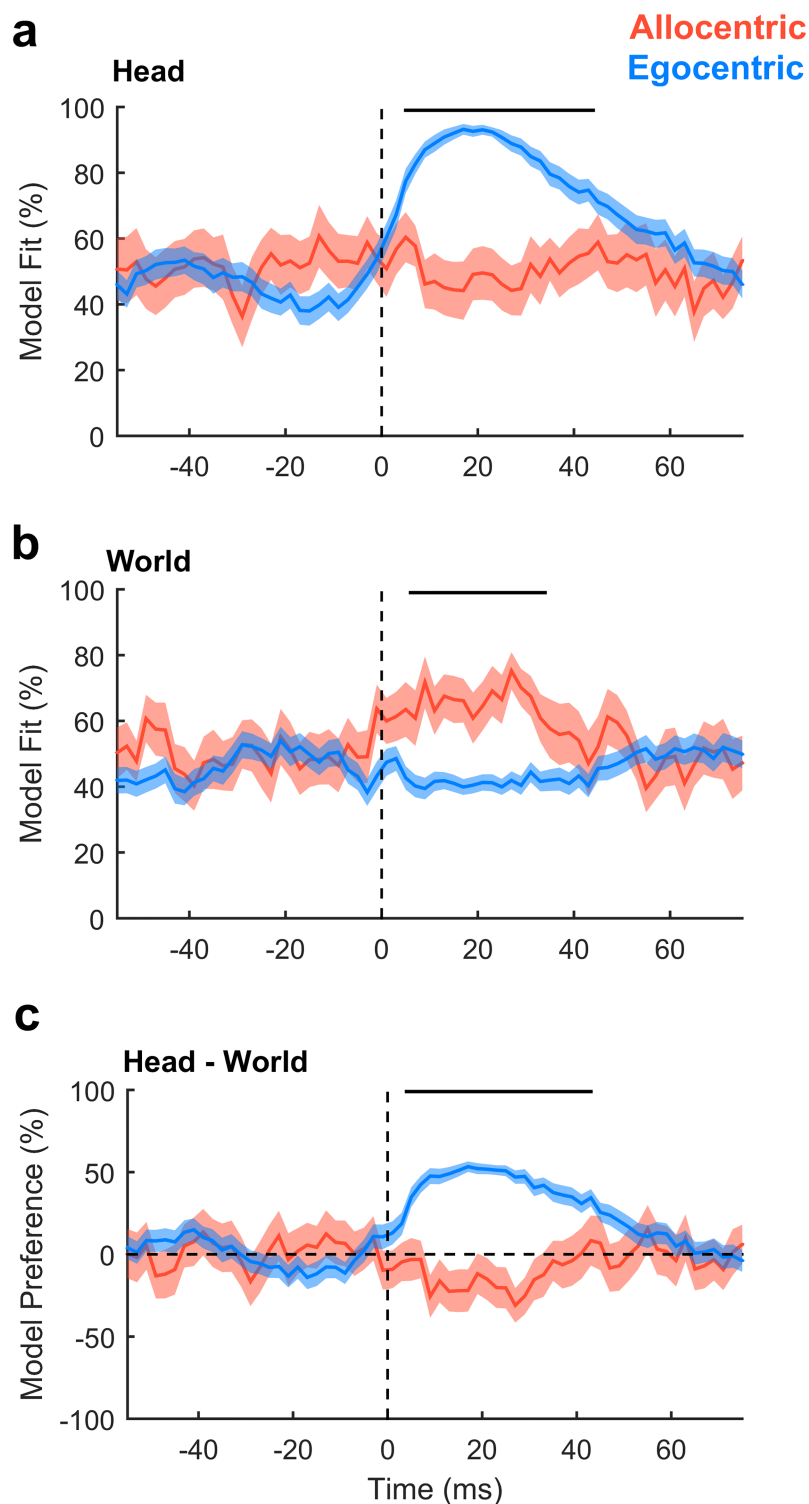 a
Allocentric
Egocentric
Head
Model Fit (%)
100
80
60
40
20
0
-40 -20 0 20 40 60
b
World
Model Fit (%)
100
80
60
40
20
0
-40 -20 0 20 40 60
c
Head - World
Model Preference (%)
100
50
0
-50
-100
-40 -20 0 20 40 60
Time (ms)